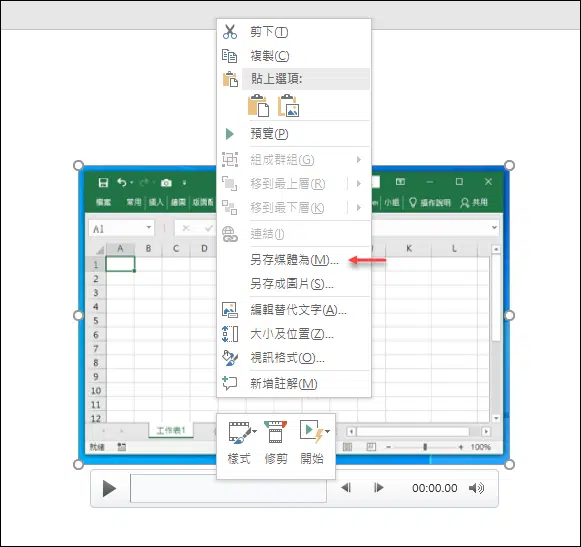 剪下(T)
複製(C)
貼上選項:
預覽(P)
組成群組(G)
移到最上層(R)
移到最下層(K)
連結(I)
另存媒體為(M)...
另存成圖片(S)...
編輯替代文字(A)...
大小及位置(Z)...
視訊格式(O)...
新增註解(M)
樣式 修剪 開始
檔案 常用 插入 繪圖 版面配 小組 操作說明 共用
A1
A B C D K L
1
2
3
4
5
6
7
8
9
10
11
12
工作表1
就緒 100%
00:00.00